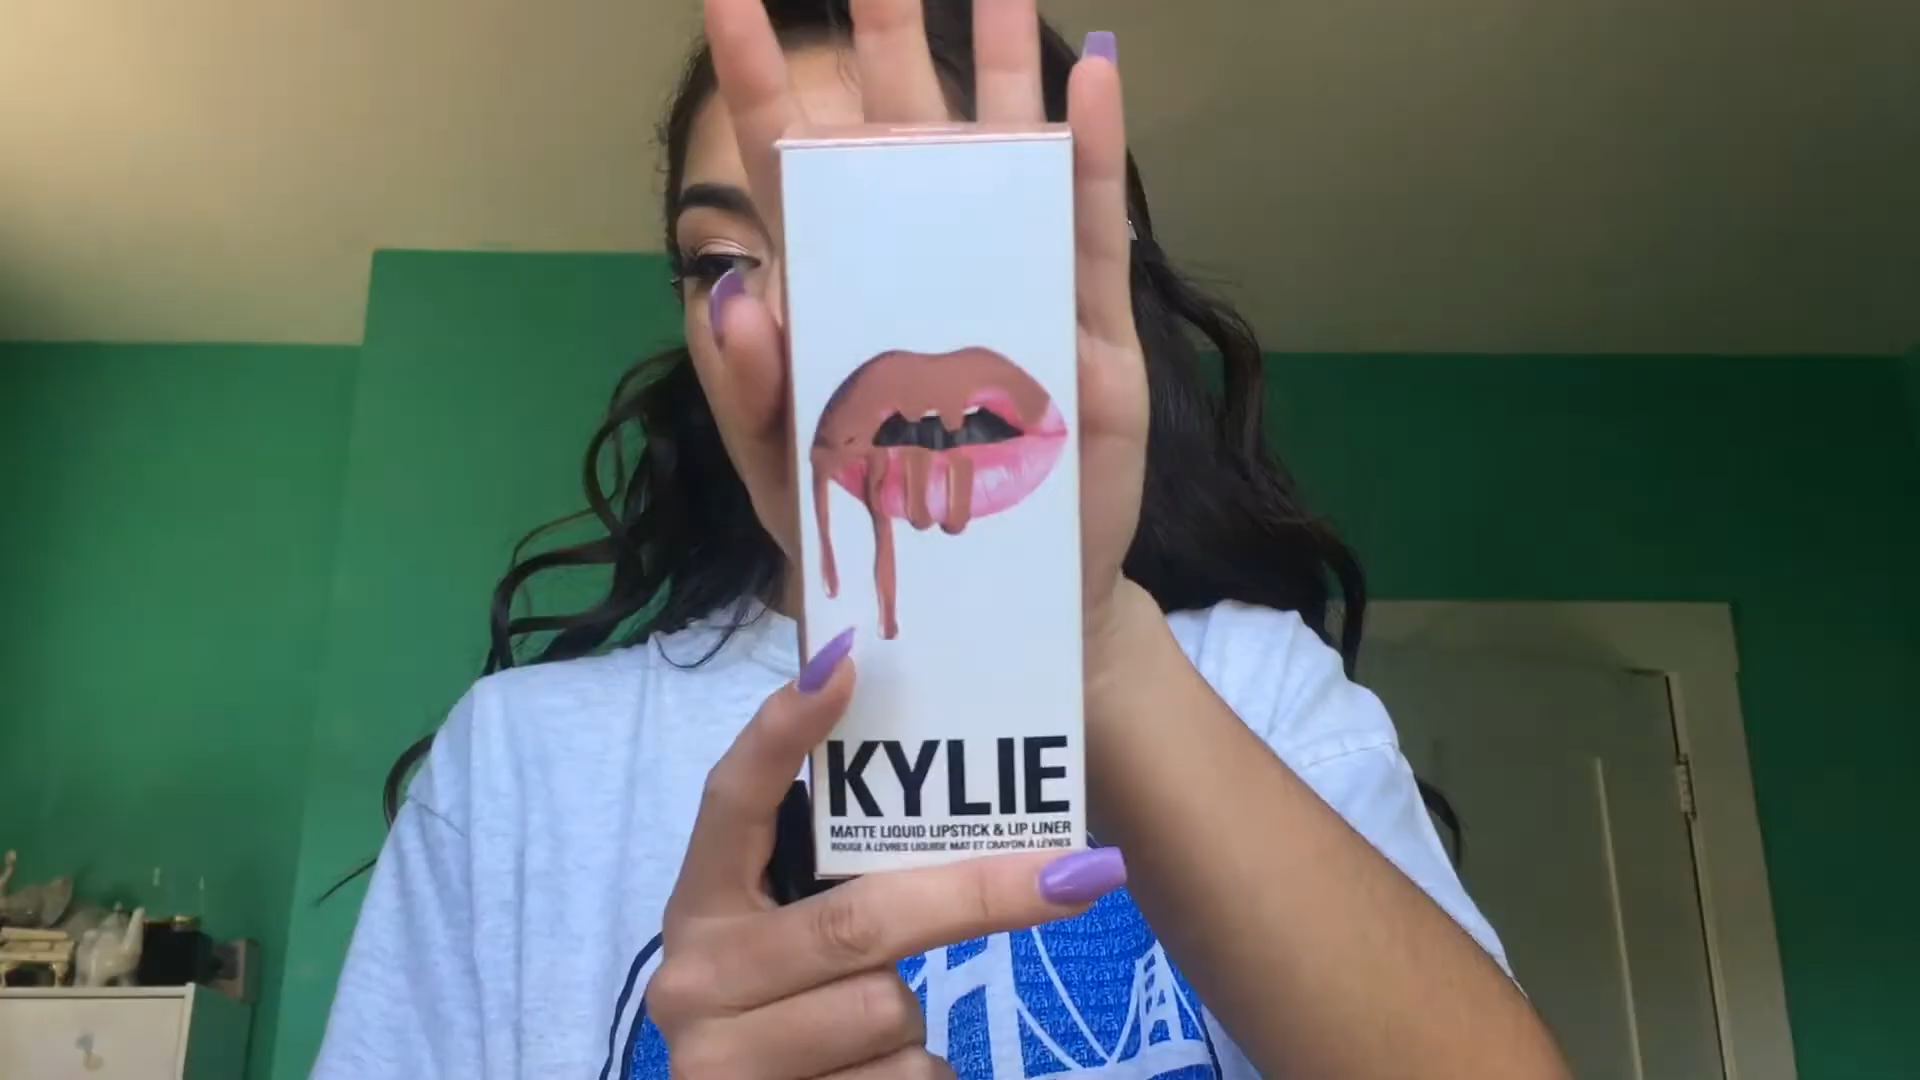 KYLIE
MATTE LIQUID LIPSTICK & LIP LINER
ROUGE À LÈVRES LIQUIDE MAT ET CRAYON À LÈVRES